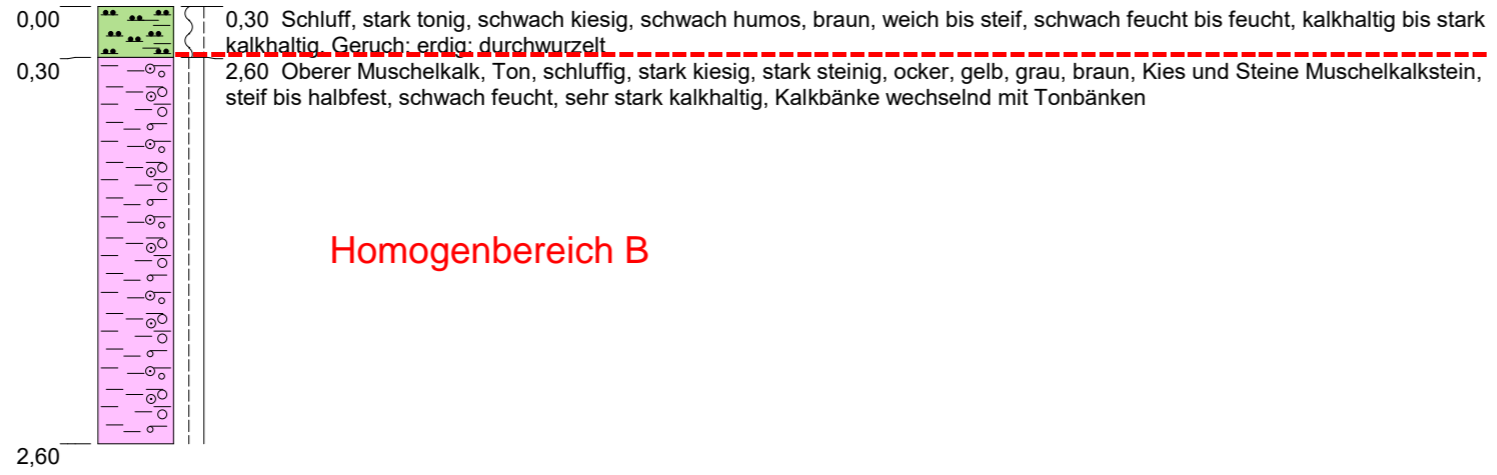 0,00
0,30 Schluff, stark tonig, schwach kiesig, schwach humos, braun, weich bis steif, schwach feucht bis feucht, kalkhaltig bis stark
kalkhaltig, Geruch: erdig; durchwurzelt
0,30
2,60 Oberer Muschelkalk, Ton, schluffig, stark kiesig, stark steinig, ocker, gelb, grau, braun, Kies und Steine Muschelkalkstein,
steif bis halbfest, schwach feucht, sehr stark kalkhaltig, Kalkbänke wechselnd mit Tonbänken
Homogenbereich B
2,60